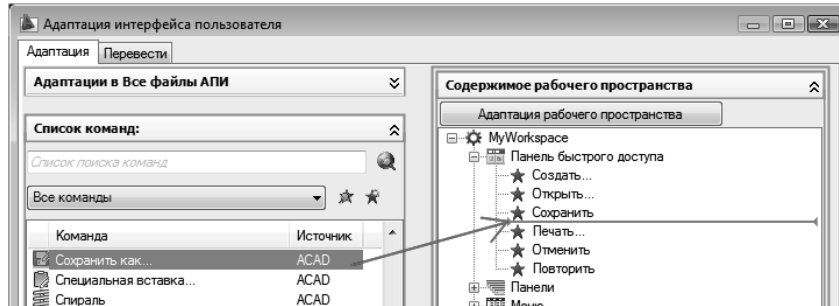 Адаптация интерфейса пользователя
Адаптация Перевести
Адаптации в Все файлы АПИ
Список команд:
Список поиска команд
Все команды
Команда Источник
Сохранить как... ACAD
Специальная вставка... ACAD
Спираль ACAD
Содержимое рабочего пространства
Адаптация рабочего пространства
MyWorkspace
Панель быстрого доступа
Создать...
Открыть...
Сохранить
Печать...
Отменить
Повторить
Панели
Меню